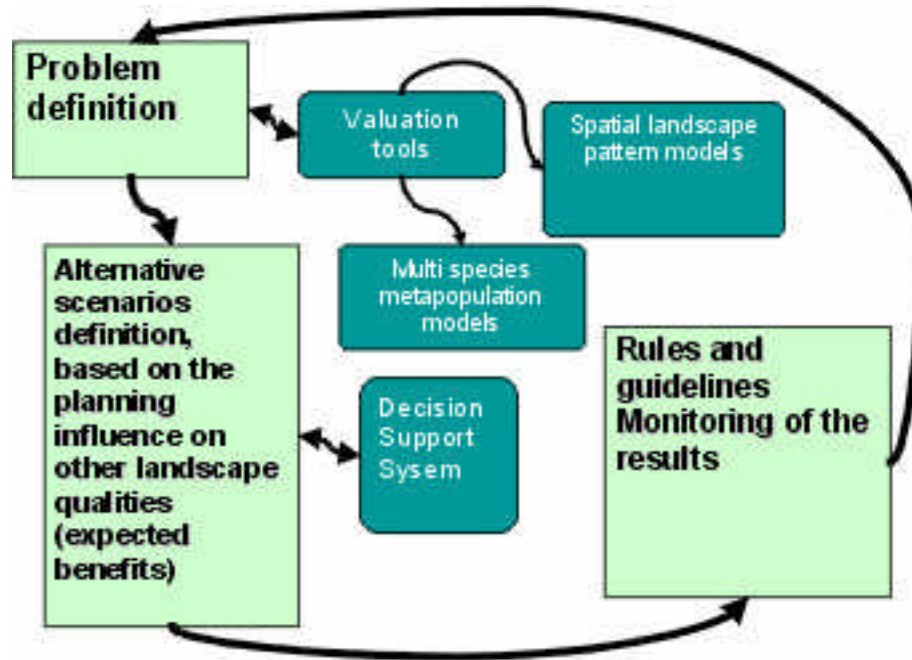 Problem
definition
Valuation
tools
Spatial landscape
pattern models
Multi species
metapopulation
models
Alternative
scenarios
definition,
based on the
planning
influence on
other landscape
qualities
(expected
benefits)
Decision
Support
Sysem
Rules and
guidelines
Monitoring of the
results